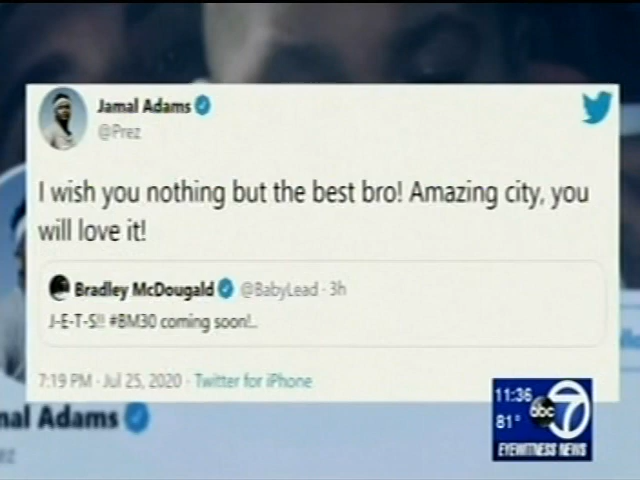 Jamal Adams
@Prez
I wish you nothing but the best bro! Amazing city, you
will love it!
Bradley McDougald @BabyLead · 3h
J-E-T-S!! #BM30 coming soon!..
7:19 PM · Jul 25, 2020 · Twitter for iPhone
nal Adams
ez
11:36
81°
abc 7
EYEWITNESS NEWS